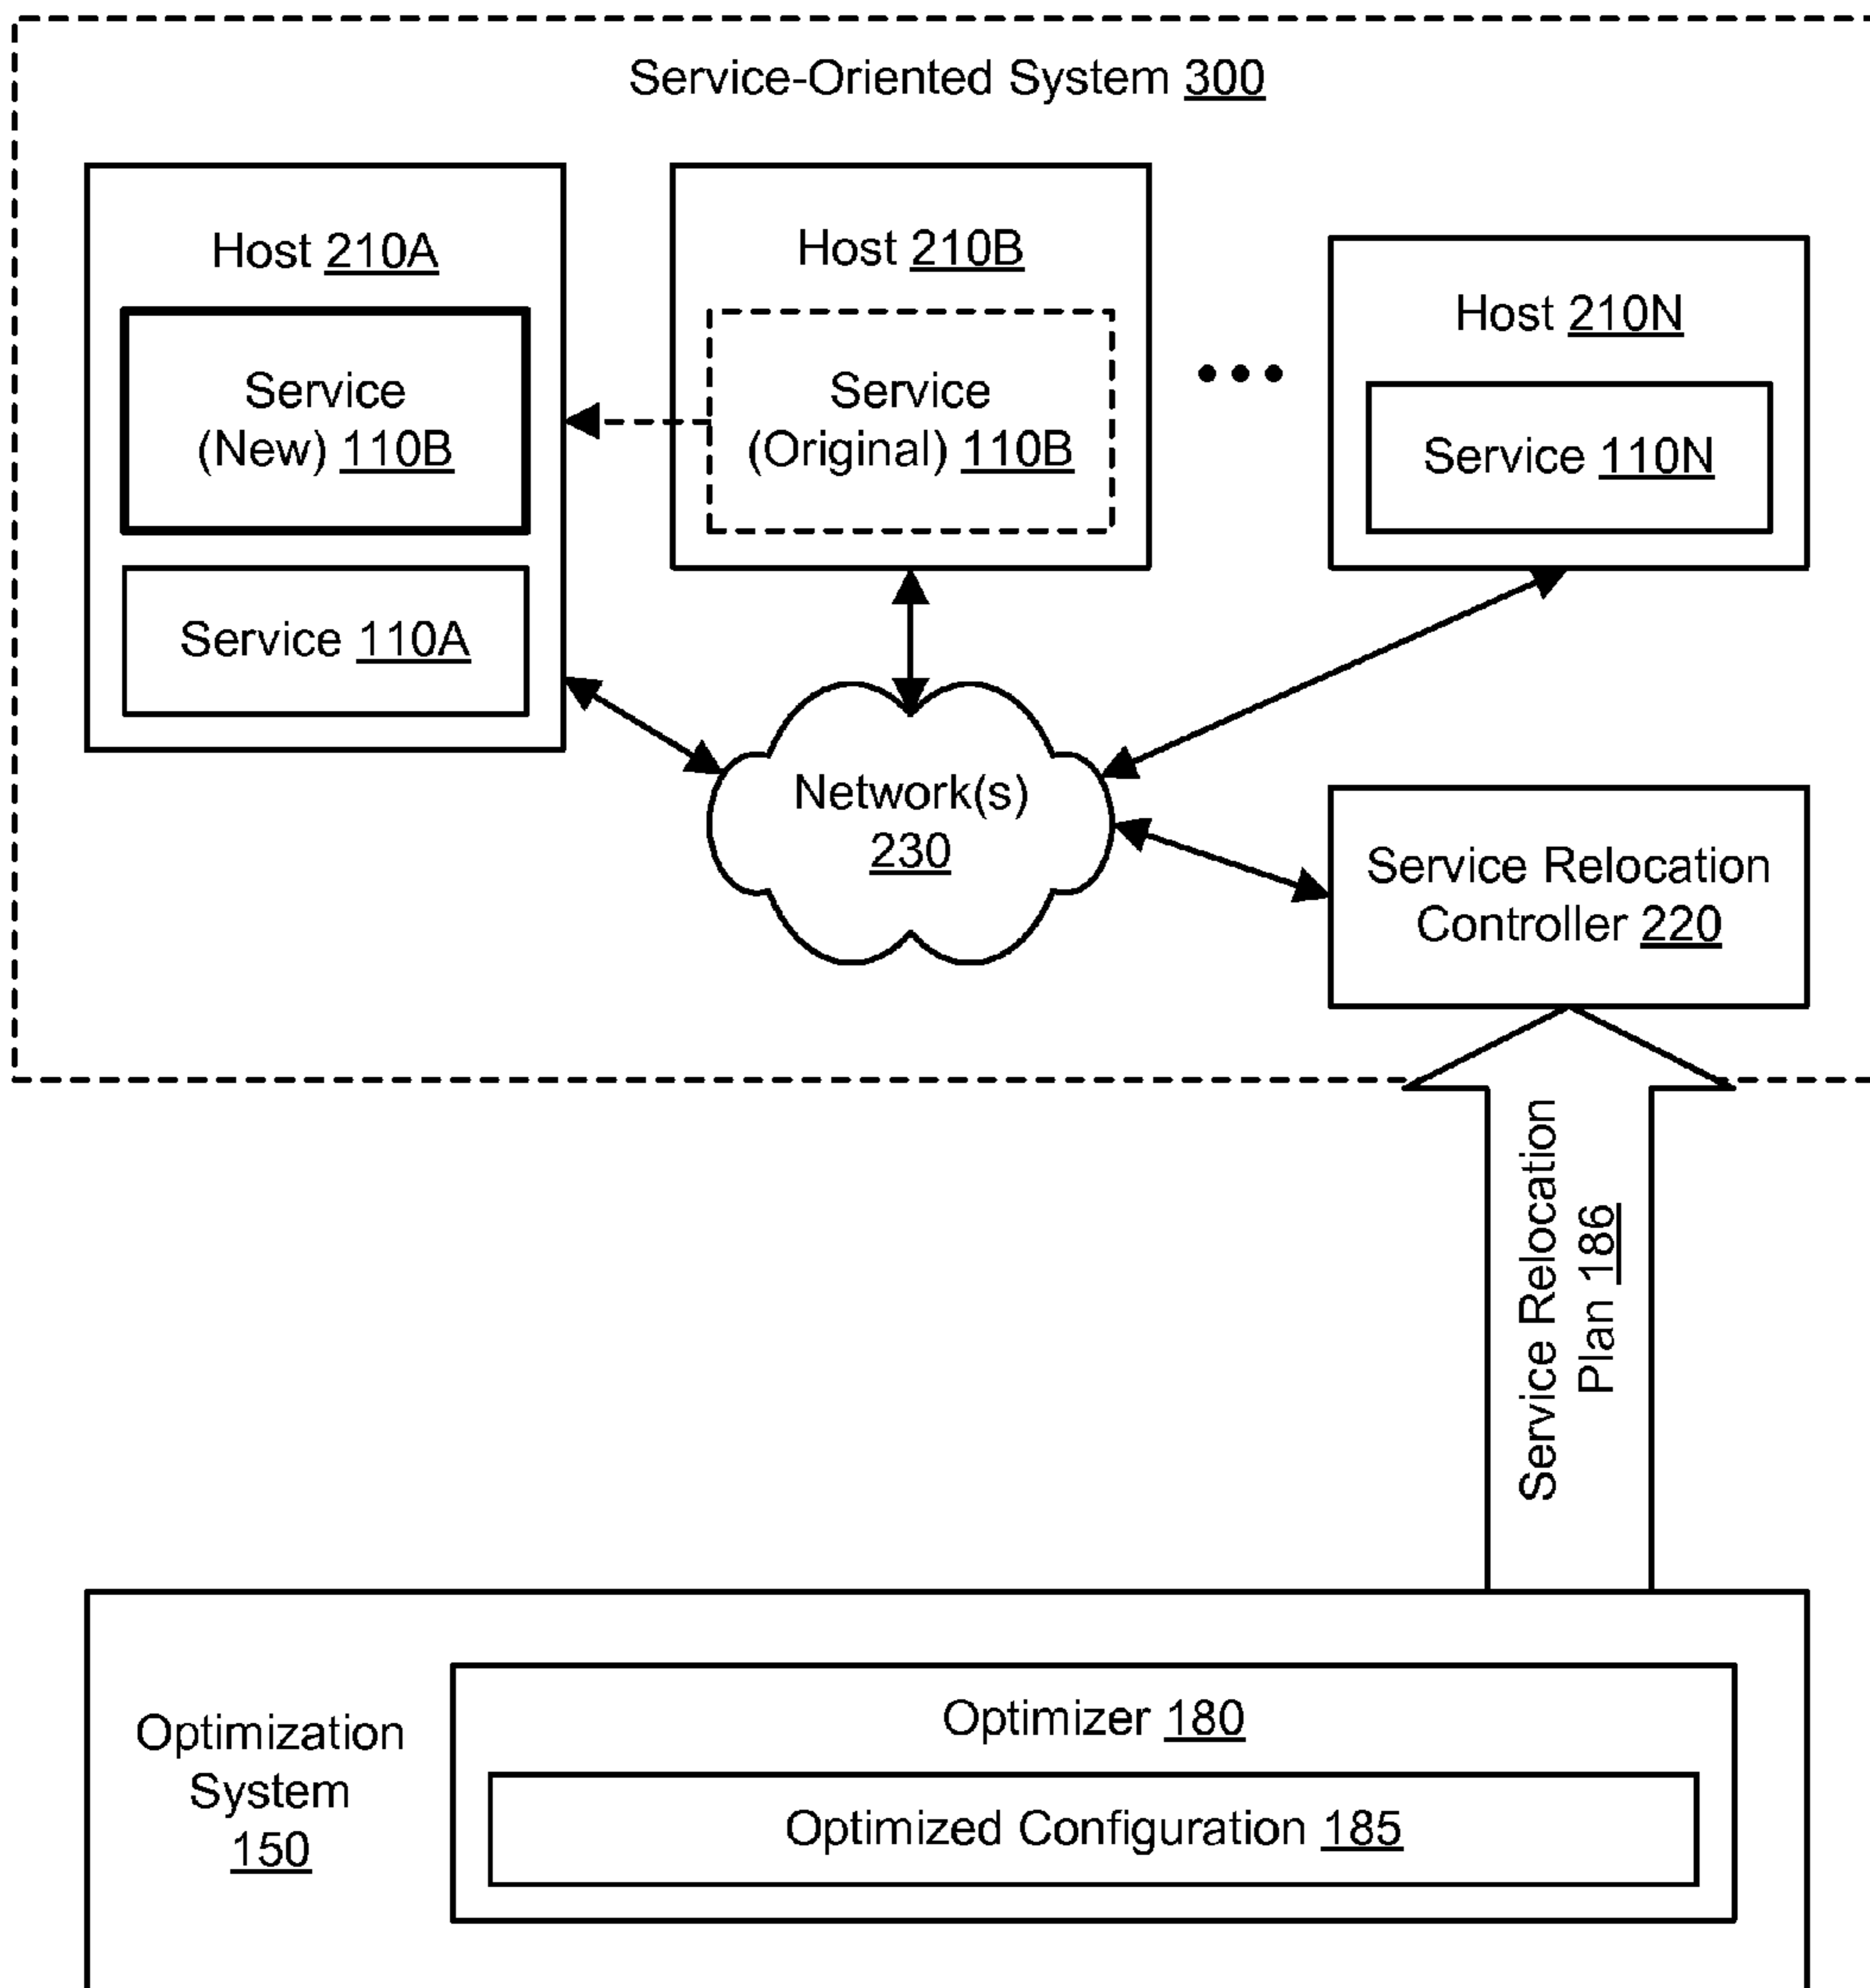 Service-Oriented System 300
Host 210A
Service
(New) 110B
Service 110A
Host 210B
Service
(Original) 110B
Host 210N
Service 110N
Network(s)
230
Service Relocation
Controller 220
Service Relocation
Plan 186
Optimization
System
150
Optimizer 180
Optimized Configuration 185